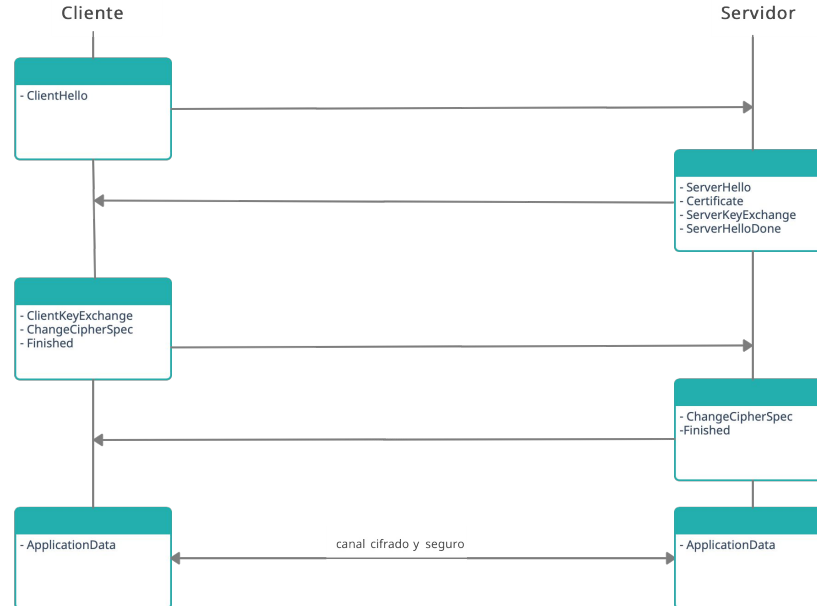 Cliente
Servidor
- ClientHello
- ServerHello
- Certificate
- ServerKeyExchange
- ServerHelloDone
- ClientKeyExchange
- ChangeCipherSpec
- Finished
- ChangeCipherSpec
-Finished
- ApplicationData
canal cifrado y seguro
- ApplicationData